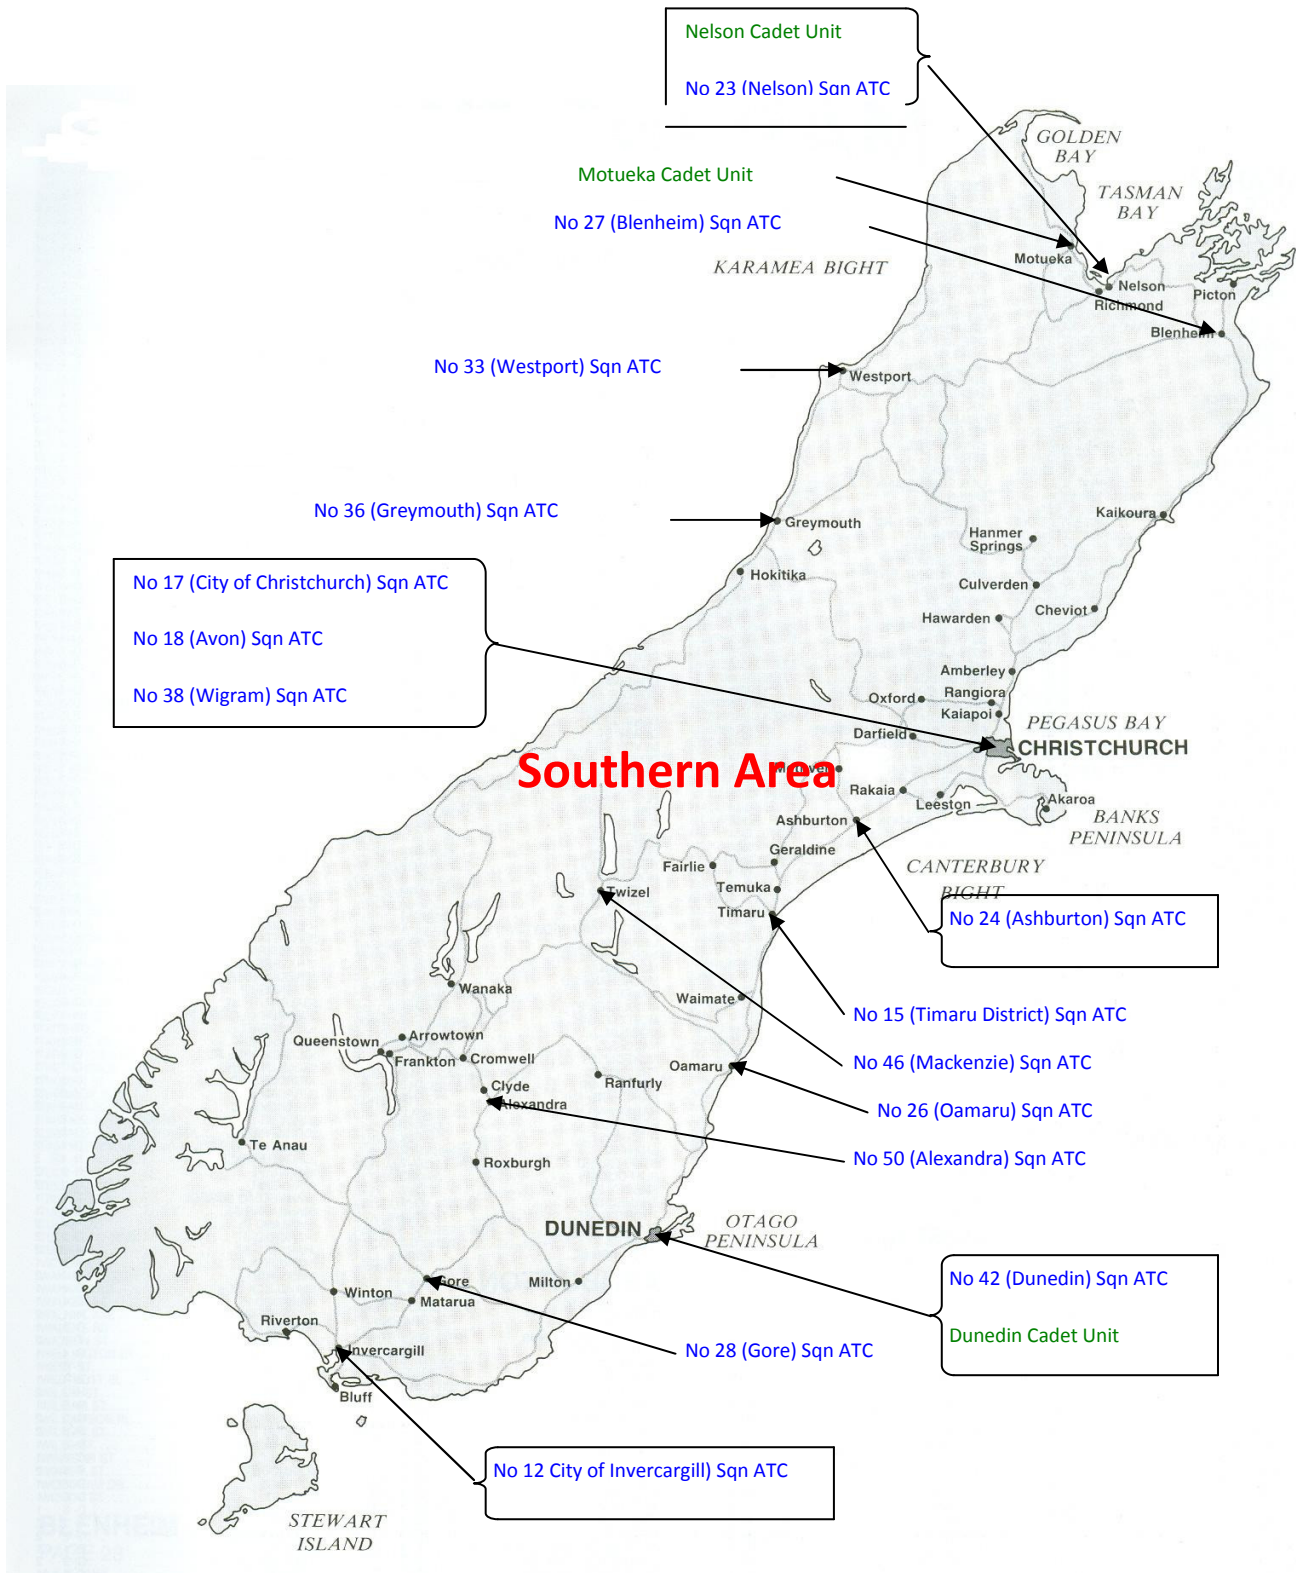 Nelson Cadet Unit
No 23 (Nelson) Sqn ATC
GOLDEN
BAY
Motueka Cadet Unit
TASMAN
BAY
No 27 (Blenheim) Sqn ATC
KARAMEA BIGHT
Motueka
Nelson
Richmond
Picton
Blenheim
No 33 (Westport) Sqn ATC
Westport
No 36 (Greymouth) Sqn ATC
Greymouth
Kaikoura
Hanmer
Springs
Hokitika
Culverden
Cheviot
Hawarden
No 17 (City of Christchurch) Sqn ATC
No 18 (Avon) Sqn ATC
No 38 (Wigram) Sqn ATC
Amberley
Rangiora
Oxford
Kaiapoi
PEGASUS BAY
Darfield
CHRISTCHURCH
Southern Area
Rakaia
Leeston
Akaroa
BANKS
PENINSULA
Ashburton
Geraldine
Fairlie
CANTERBURY
BIGHT
Temuka
Twizel
Timaru
No 24 (Ashburton) Sqn ATC
Wanaka
Waimate
No 15 (Timaru District) Sqn ATC
Arrowtown
Queenstown
Frankton
Cromwell
Oamaru
No 46 (Mackenzie) Sqn ATC
Clyde
Ranfurly
Alexandra
No 26 (Oamaru) Sqn ATC
Te Anau
Roxburgh
No 50 (Alexandra) Sqn ATC
DUNEDIN
OTAGO
PENINSULA
Gore
Milton
Winton
Matarua
No 42 (Dunedin) Sqn ATC
Dunedin Cadet Unit
Riverton
Invercargill
No 28 (Gore) Sqn ATC
Bluff
No 12 City of Invercargill) Sqn ATC
STEWART
ISLAND
BLENHEIM